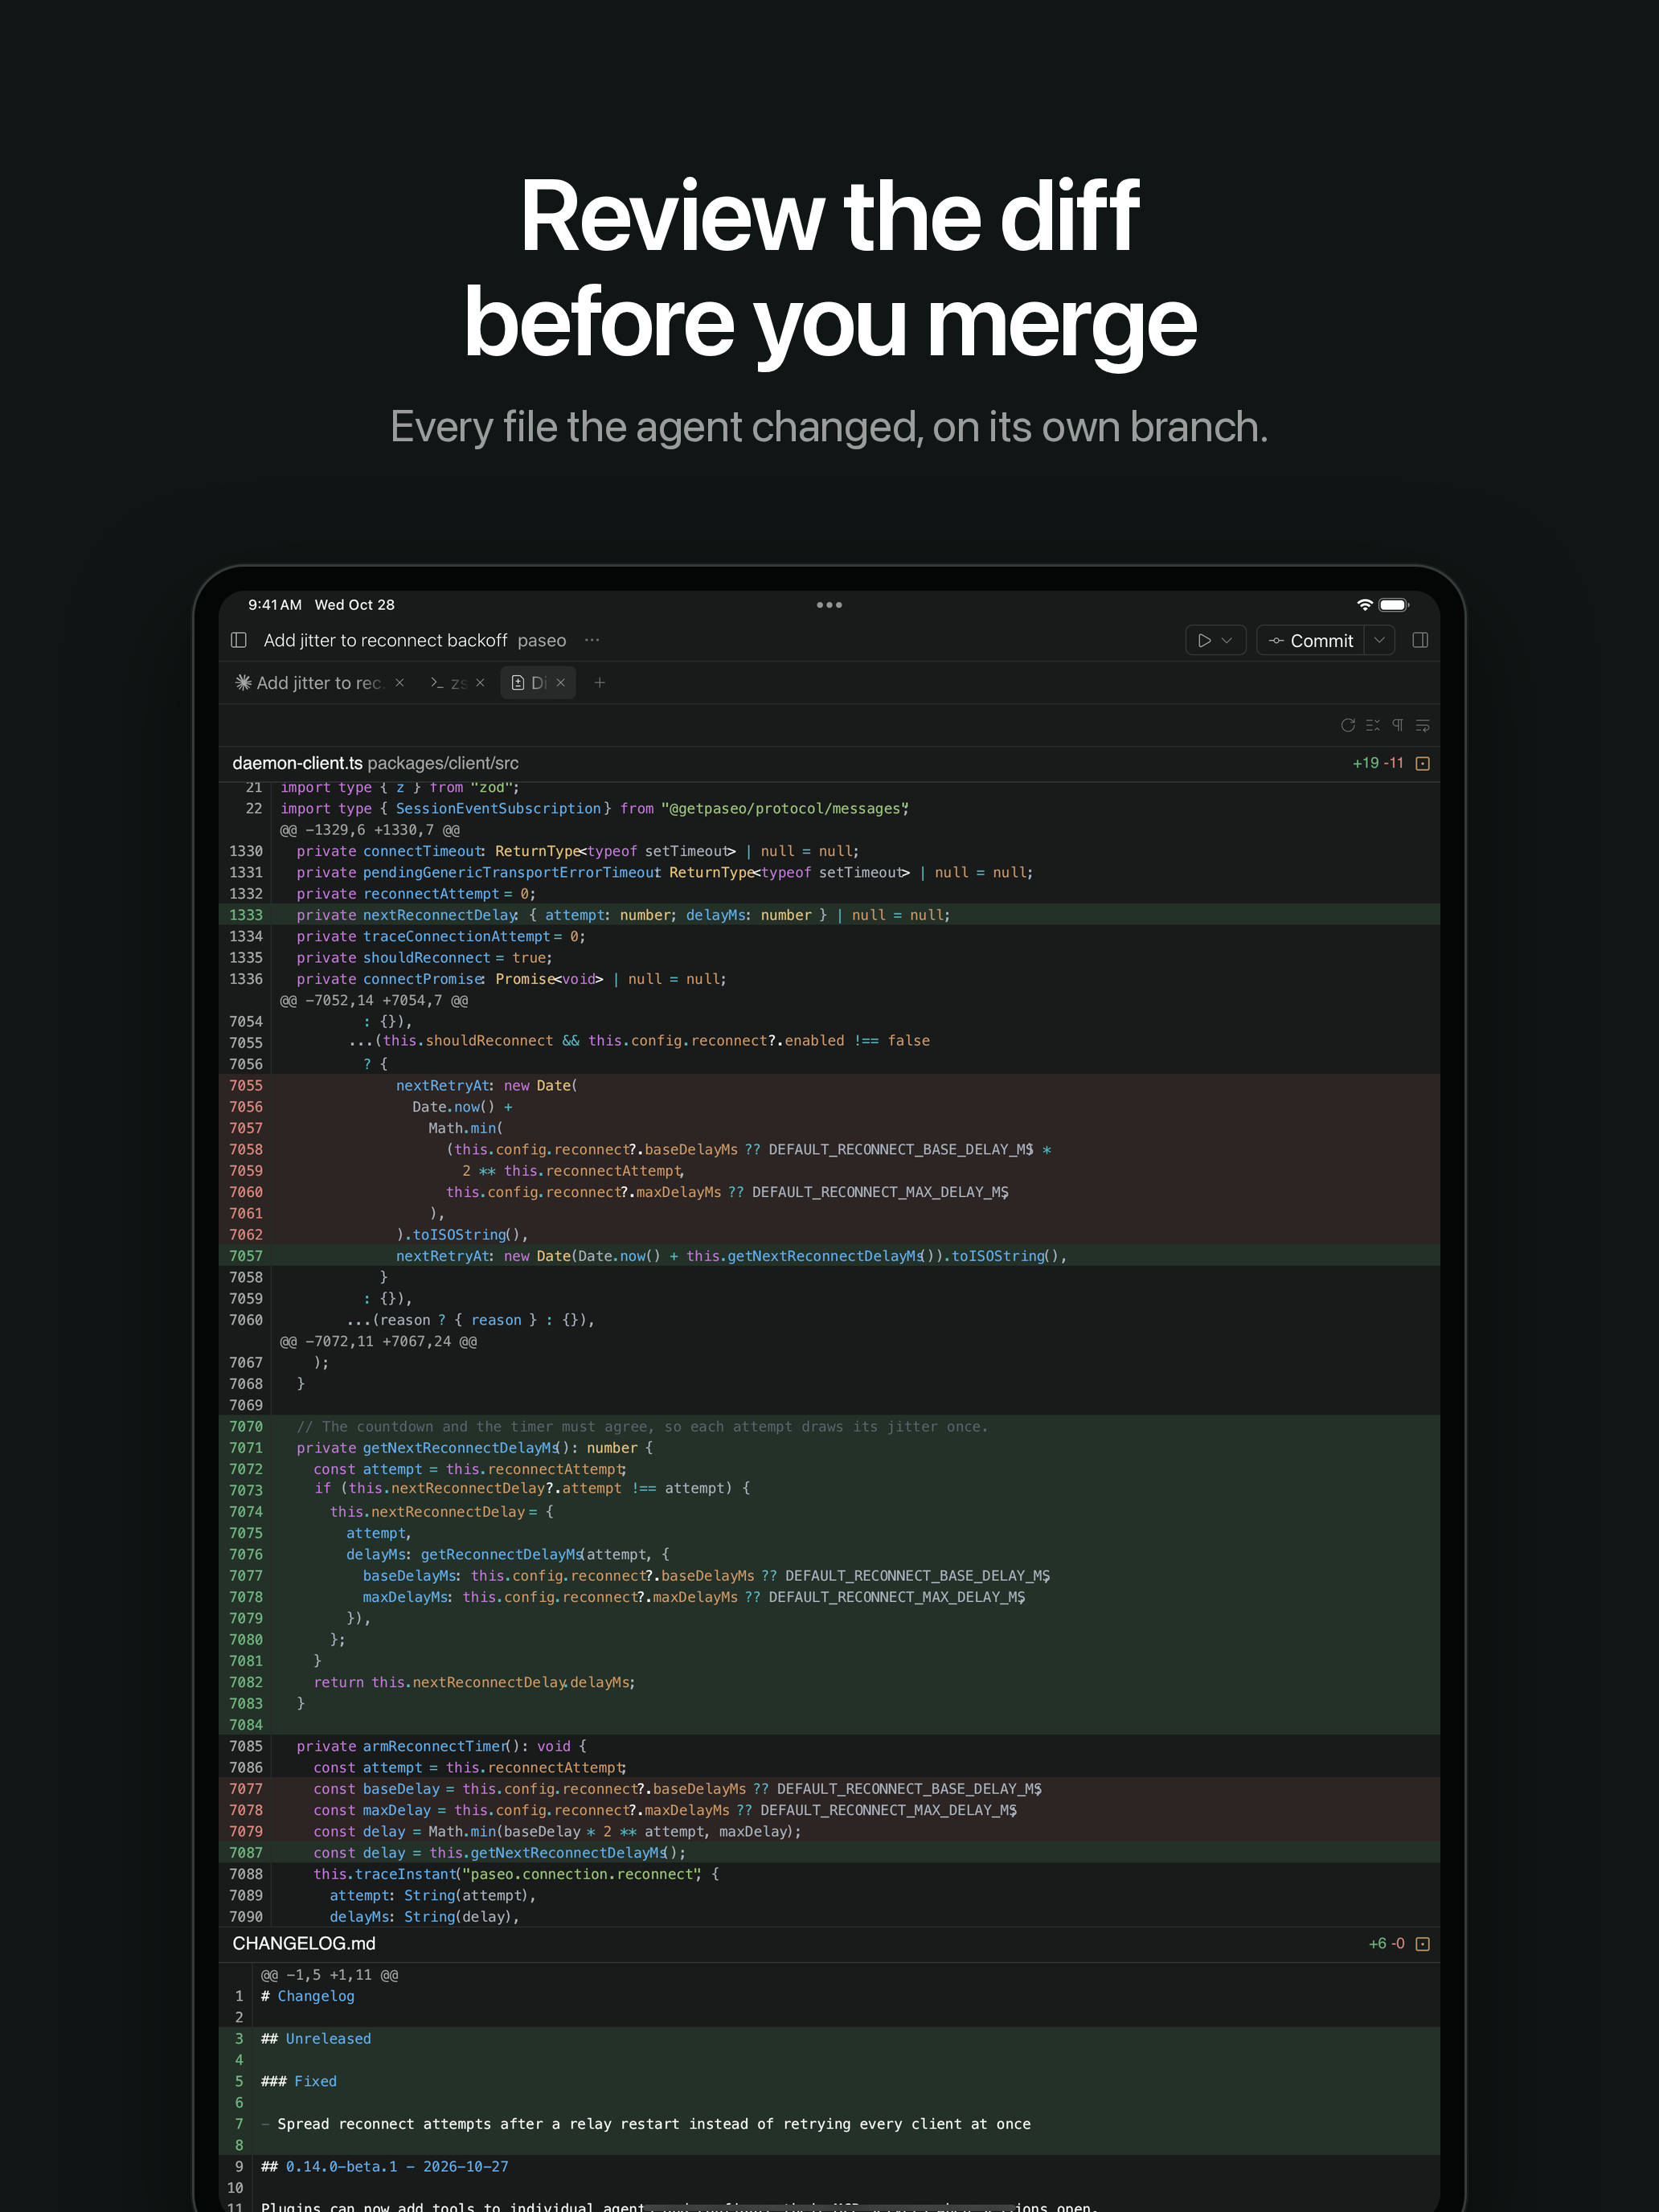 Review the diff
before you merge
Every file the agent changed, on its own branch.
9:41 AM Wed Oct 28
Add jitter to reconnect backoff paseo ···
Commit
Add jitter to rec
zs
Di
daemon-client.ts packages/client/src +19 -11
21 import type { z } from "zod";
22 import type { SessionEventSubscription } from "@getpaseo/protocol/messages";
@@ -1329,6 +1330,7 @@
1330 private connectTimeout: ReturnType<typeof setTimeout> | null = null;
1331 private pendingGenericTransportErrorTimeout: ReturnType<typeof setTimeout> | null = null;
1332 private reconnectAttempt = 0;
1333 private nextReconnectDelay: { attempt: number; delayMs: number } | null = null;
1334 private traceConnectionAttempt = 0;
1335 private shouldReconnect = true;
1336 private connectPromise: Promise<void> | null = null;
@@ -7052,14 +7054,7 @@
7054 : {}),
7055 ...(this.shouldReconnect && this.config.reconnect?.enabled !== false
7056 ? {
7055 nextRetryAt: new Date(
7056 Date.now() +
7057 Math.min(
7058 (this.config.reconnect?.baseDelayMs ?? DEFAULT_RECONNECT_BASE_DELAY_MS) *
7059 2 ** this.reconnectAttempt,
7060 this.config.reconnect?.maxDelayMs ?? DEFAULT_RECONNECT_MAX_DELAY_MS,
7061 ),
7062 ).toISOString(),
7057 nextRetryAt: new Date(Date.now() + this.getNextReconnectDelayMs()).toISOString(),
7058 }
7059 : {}),
7060 ...(reason ? { reason } : {}),
@@ -7072,11 +7067,24 @@
7067 );
7068 }
7069
7070 // The countdown and the timer must agree, so each attempt draws its jitter once.
7071 private getNextReconnectDelayMs(): number {
7072 const attempt = this.reconnectAttempt;
7073 if (this.nextReconnectDelay?.attempt !== attempt) {
7074 this.nextReconnectDelay = {
7075 attempt,
7076 delayMs: getReconnectDelayMs(attempt, {
7077 baseDelayMs: this.config.reconnect?.baseDelayMs ?? DEFAULT_RECONNECT_BASE_DELAY_MS,
7078 maxDelayMs: this.config.reconnect?.maxDelayMs ?? DEFAULT_RECONNECT_MAX_DELAY_MS,
7079 }),
7080 };
7081 }
7082 return this.nextReconnectDelay.delayMs;
7083 }
7084
7085 private armReconnectTimer(): void {
7086 const attempt = this.reconnectAttempt;
7077 const baseDelay = this.config.reconnect?.baseDelayMs ?? DEFAULT_RECONNECT_BASE_DELAY_MS;
7078 const maxDelay = this.config.reconnect?.maxDelayMs ?? DEFAULT_RECONNECT_MAX_DELAY_MS;
7079 const delay = Math.min(baseDelay * 2 ** attempt, maxDelay);
7087 const delay = this.getNextReconnectDelayMs();
7088 this.traceInstant("paseo.connection.reconnect", {
7089 attempt: String(attempt),
7090 delayMs: String(delay),
CHANGELOG.md +6 -0
@@ -1,5 +1,11 @@
1 # Changelog
2
3 ## Unreleased
4
5 ### Fixed
6
7 - Spread reconnect attempts after a relay restart instead of retrying every client at once
8
9 ## 0.14.0-beta.1 - 2026-10-27
10
11 Plugins can now add tools to individual agent open.